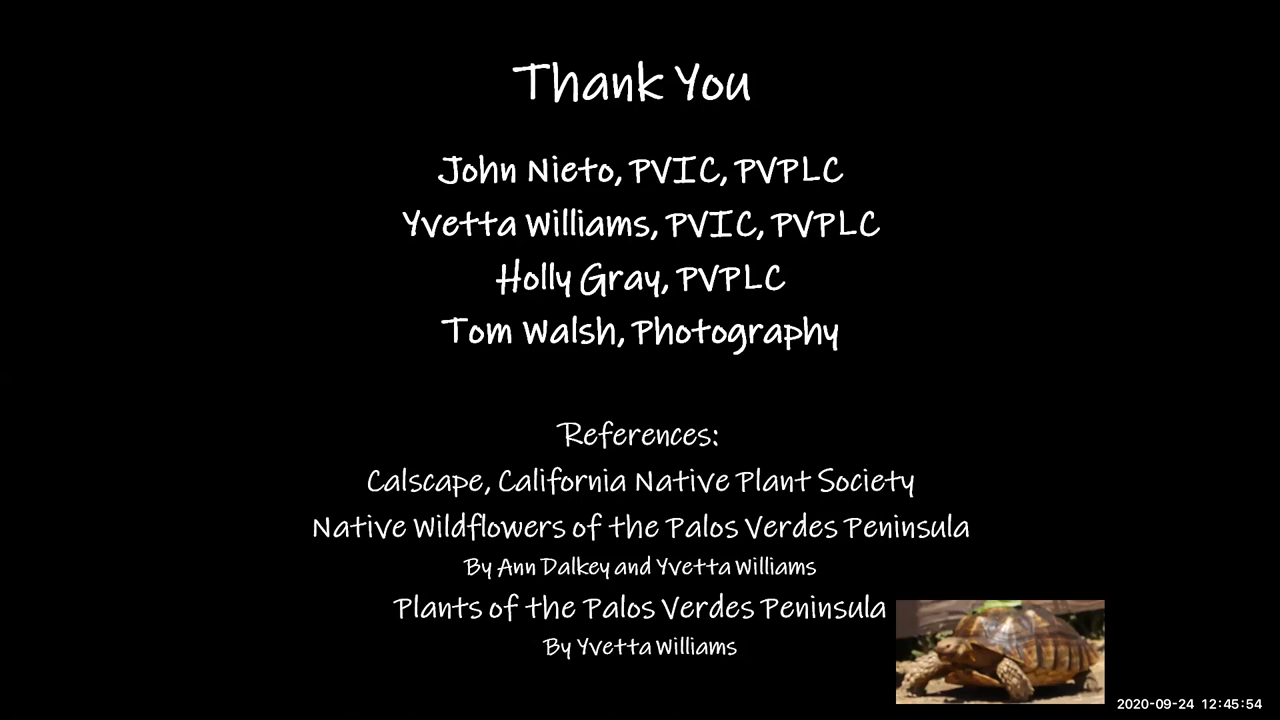 Thank You
John Nieto, PVIC, PVPLC
Yvetta Williams, PVIC, PVPLC
Holly Gray, PVPLC
Tom Walsh, Photography
References:
Calscape, California Native Plant Society
Native Wildflowers of the Palos Verdes Peninsula
By Ann Dalkey and Yvetta Williams
Plants of the Palos Verdes Peninsula
By Yvetta Williams
2020-09-24 12:45:54